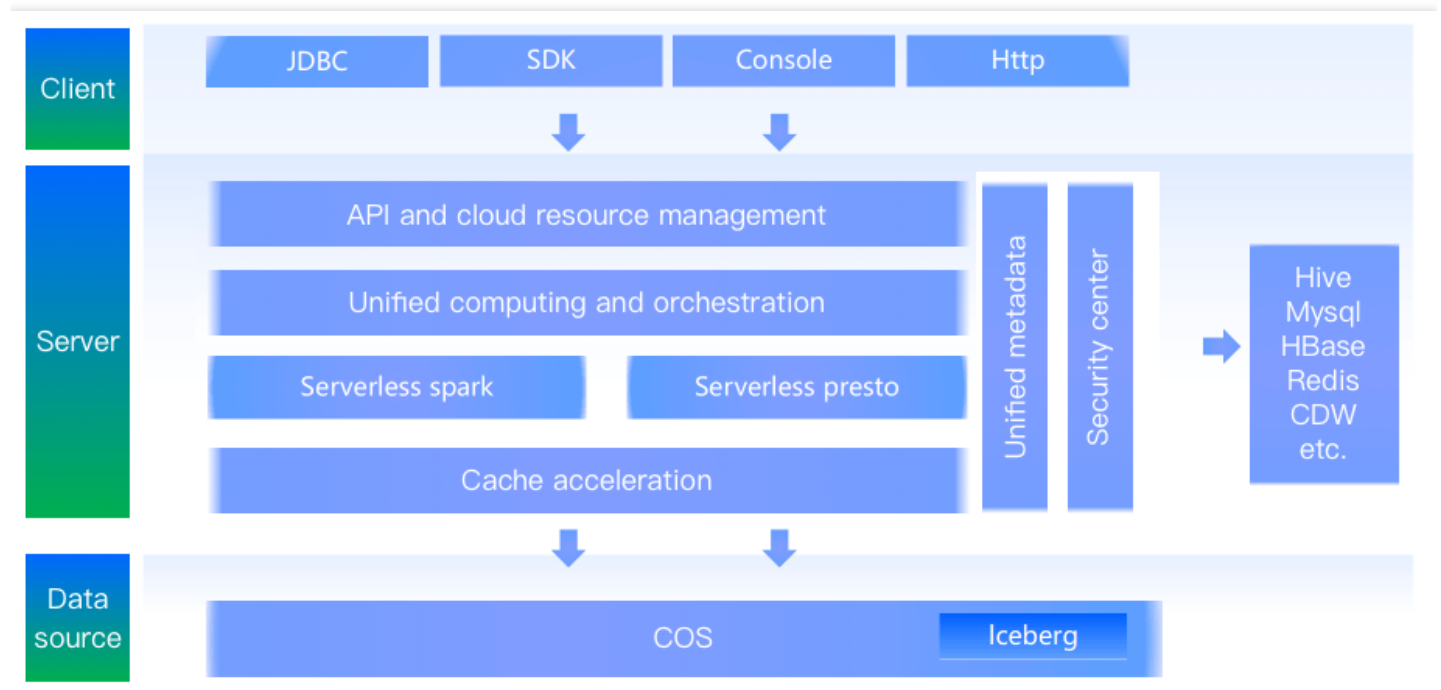 Client
JDBC
SDK
Console
Http
Server
API and cloud resource management
Unified computing and orchestration
Serverless spark
Serverless presto
Cache acceleration
Unified metadata
Security center
Hive
Mysql
HBase
Redis
CDW
etc.
Data
source
COS
Iceberg